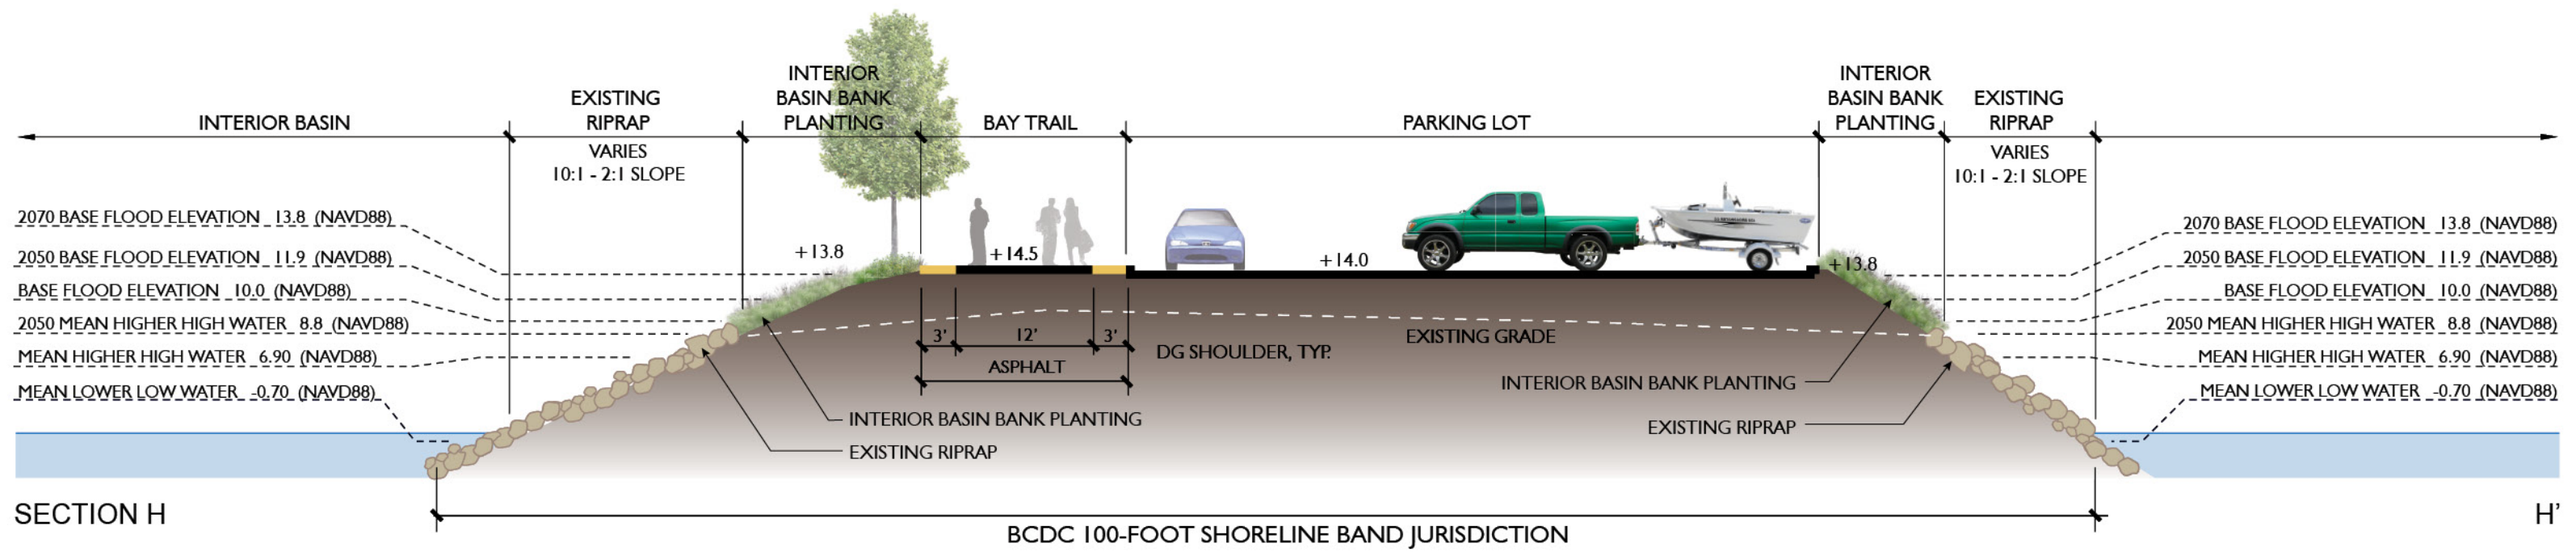 INTERIOR BASIN
EXISTING
RIPRAP
VARIES
10:1 - 2:1 SLOPE
INTERIOR
BASIN BANK
PLANTING
BAY TRAIL
PARKING LOT
INTERIOR
BASIN BANK
PLANTING
EXISTING
RIPRAP
VARIES
10:1 - 2:1 SLOPE
2070 BASE FLOOD ELEVATION 13.8 (NAVD88)
2050 BASE FLOOD ELEVATION 11.9 (NAVD88)
BASE FLOOD ELEVATION 10.0 (NAVD88)
2050 MEAN HIGHER HIGH WATER 8.8 (NAVD88)
MEAN HIGHER HIGH WATER 6.90 (NAVD88)
MEAN LOWER LOW WATER -0.70 (NAVD88)
+13.8
+14.5
+14.0
+13.8
2070 BASE FLOOD ELEVATION 13.8 (NAVD88)
2050 BASE FLOOD ELEVATION 11.9 (NAVD88)
BASE FLOOD ELEVATION 10.0 (NAVD88)
2050 MEAN HIGHER HIGH WATER 8.8 (NAVD88)
MEAN HIGHER HIGH WATER 6.90 (NAVD88)
MEAN LOWER LOW WATER -0.70 (NAVD88)
3' 12' 3'
ASPHALT
DG SHOULDER, TYP.
EXISTING GRADE
INTERIOR BASIN BANK PLANTING
EXISTING RIPRAP
INTERIOR BASIN BANK PLANTING
EXISTING RIPRAP
SECTION H
H'
BCDC 100-FOOT SHORELINE BAND JURISDICTION